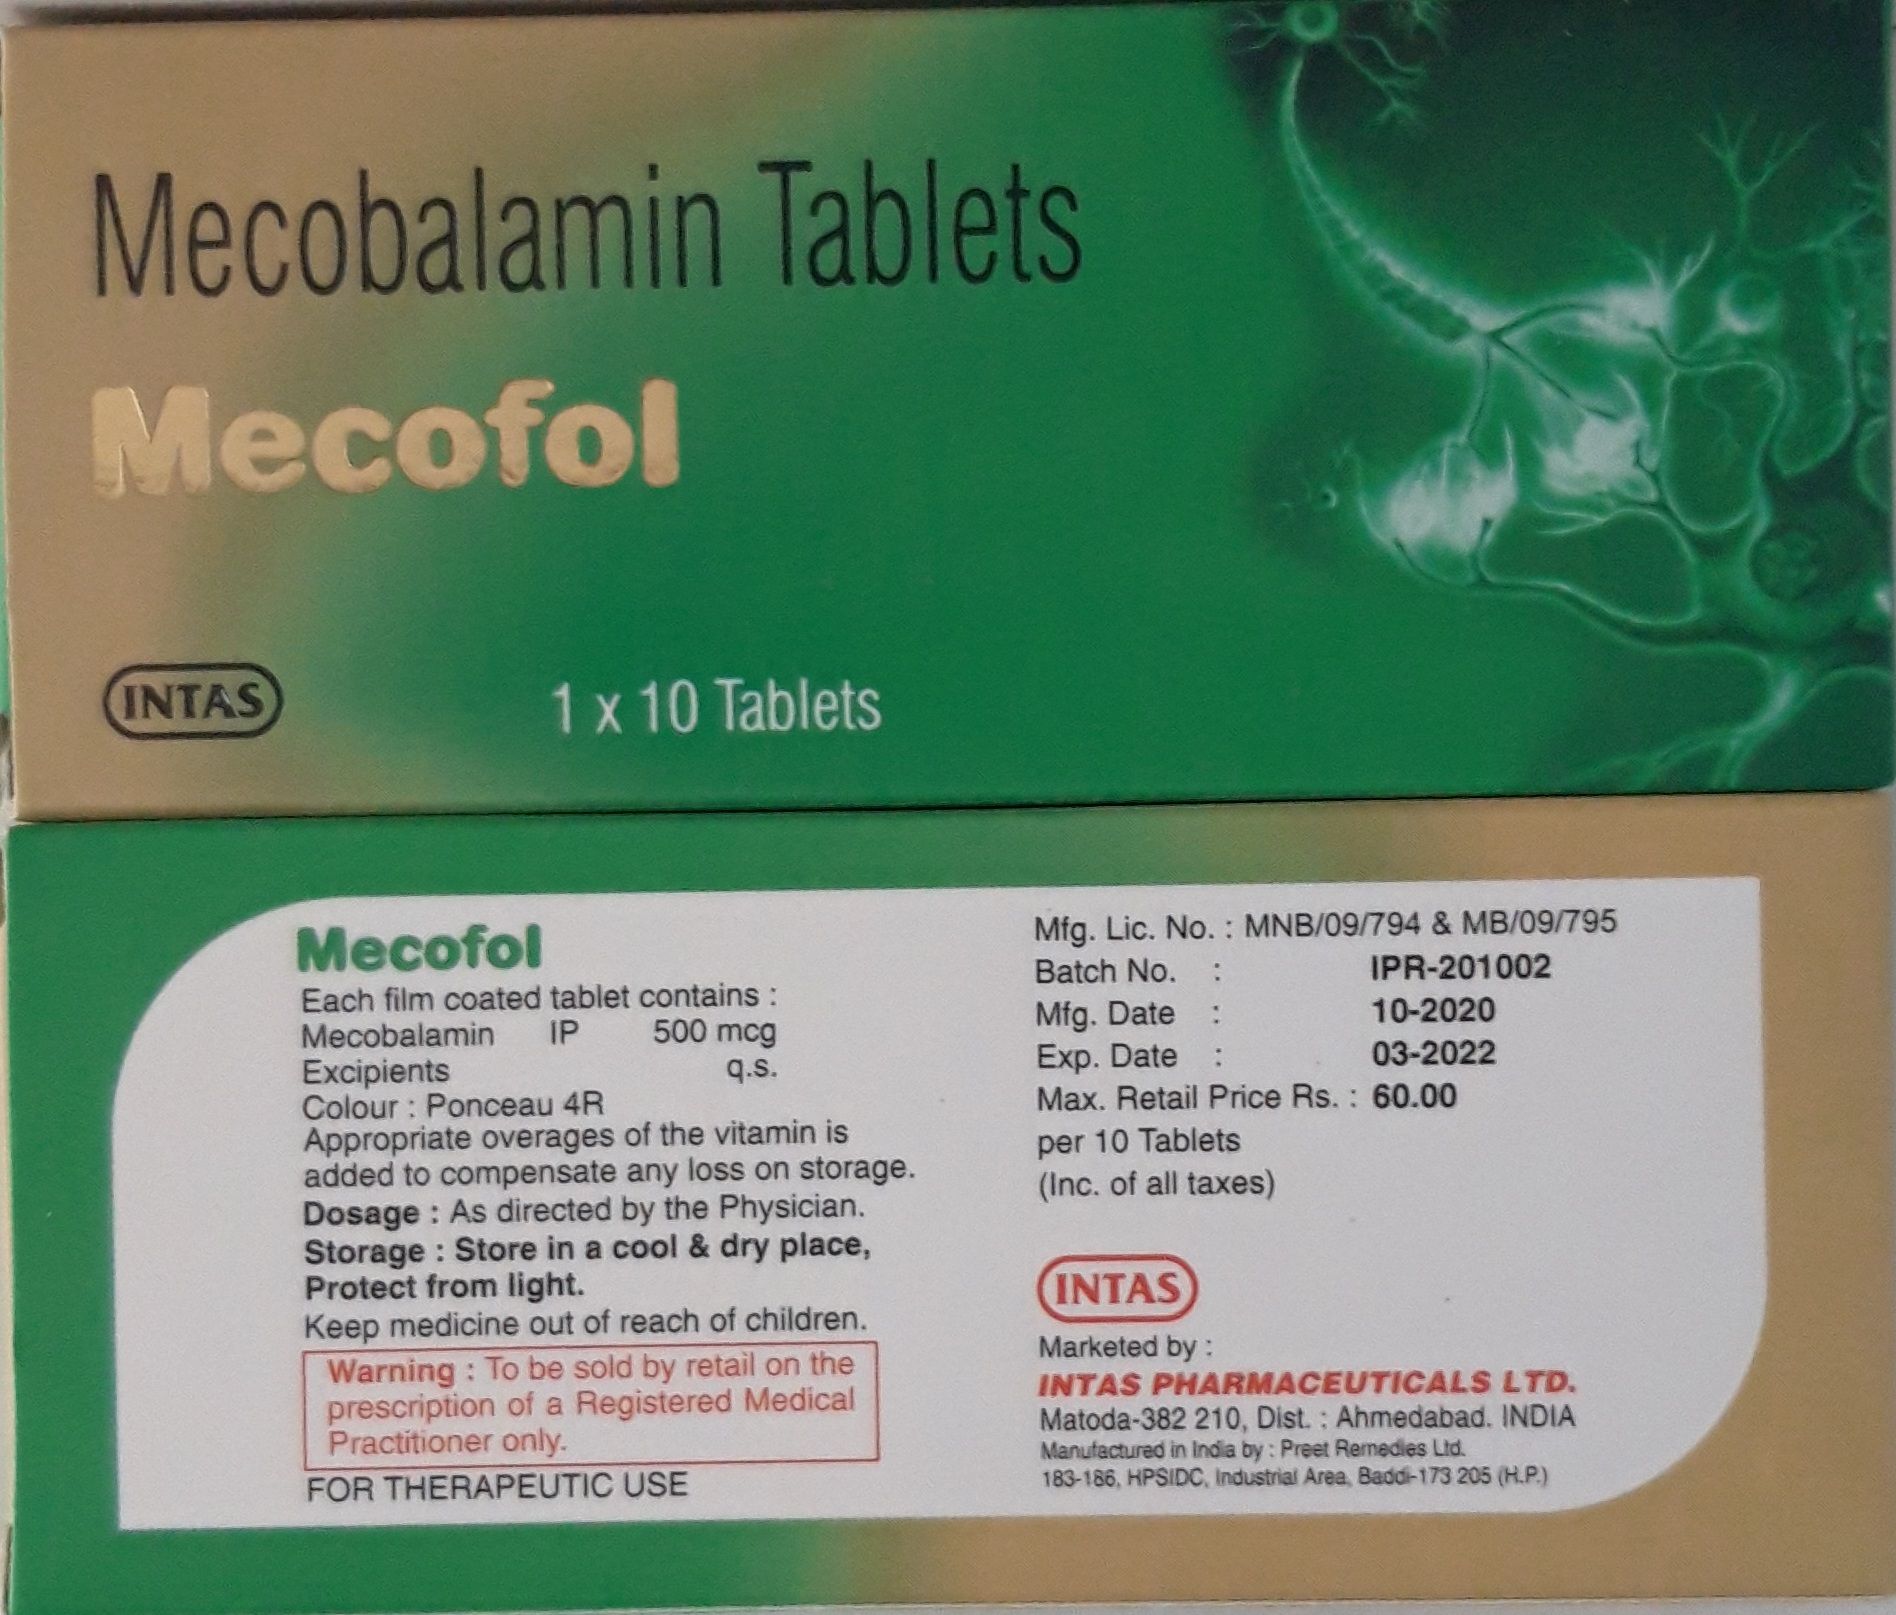 Mecobalamin Tablets
Mecofol
INTAS
1 x 10 Tablets
Mecofol
Each film coated tablet contains :
Mecobalamin IP 500 mcg
Excipients q.s.
Colour : Ponceau 4R
Appropriate overages of the vitamin is
added to compensate any loss on storage.
Dosage : As directed by the Physician.
Storage : Store in a cool & dry place,
Protect from light.
Keep medicine out of reach of children.
Warning : To be sold by retail on the
prescription of a Registered Medical
Practitioner only.
FOR THERAPEUTIC USE
Mfg. Lic. No. : MNB/09/794 & MB/09/795
Batch No. : IPR-201002
Mfg. Date : 10-2020
Exp. Date : 03-2022
Max. Retail Price Rs. : 60.00
per 10 Tablets
(Inc. of all taxes)
INTAS
Marketed by :
INTAS PHARMACEUTICALS LTD.
Matoda-382 210, Dist. : Ahmedabad. INDIA
Manufactured in India by : Preet Remedies Ltd.
183-186, HPSIDC, Industrial Area, Baddi-173 205 (H.P.)